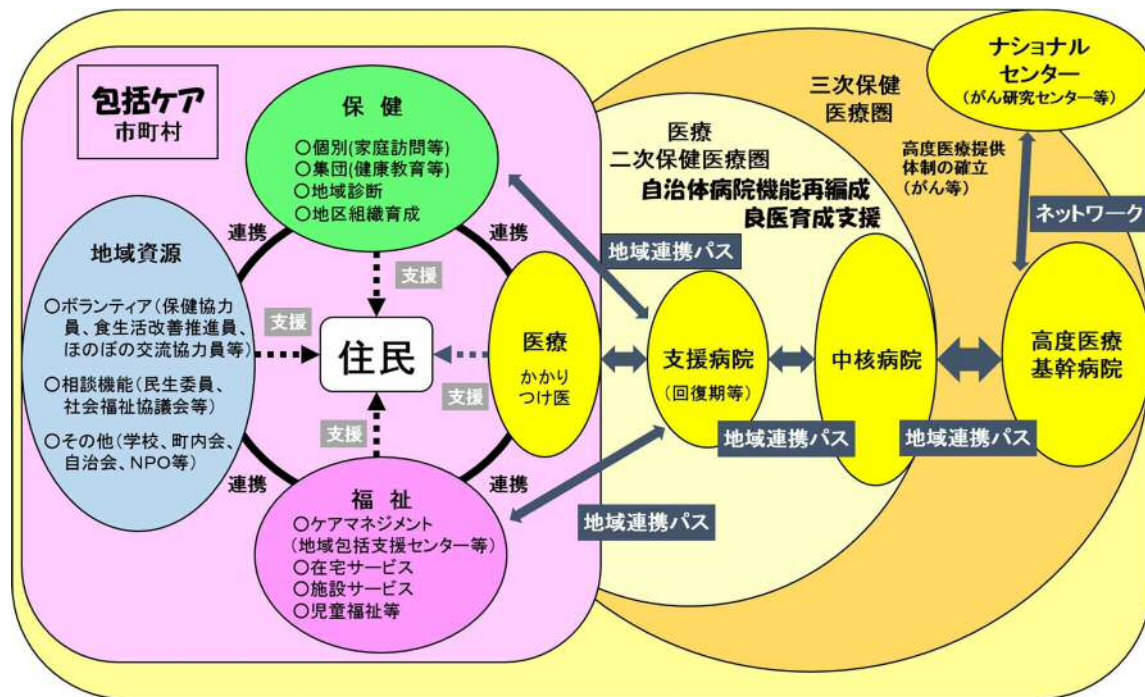 包括ケア
市町村
保 健
○個別(家庭訪問等)
○集団(健康教育等)
○地域診断
○地区組織育成
連携
連携
地域資源
○ボランティア(保健協力
員、食生活改善推進員、
ほのぼの交流協力員等)
○相談機能(民生委員、
社会福祉協議会等)
○その他(学校、町内会、
自治会、NPO等)
支援
支援
住民
支援
支援
医療
かかり
つけ医
連携
連携
福 祉
○ケアマネジメント
(地域包括支援センター等)
○在宅サービス
○施設サービス
○児童福祉等
医療
二次保健医療圏
自治体病院機能再編成
良医育成支援
地域連携パス
支援病院
(回復期等)
地域連携パス
地域連携パス
中核病院
地域連携パス
三次保健
医療圏
ナショナル
センター
(がん研究センター等)
高度医療提供
体制の確立
(がん等)
ネットワーク
高度医療
基幹病院